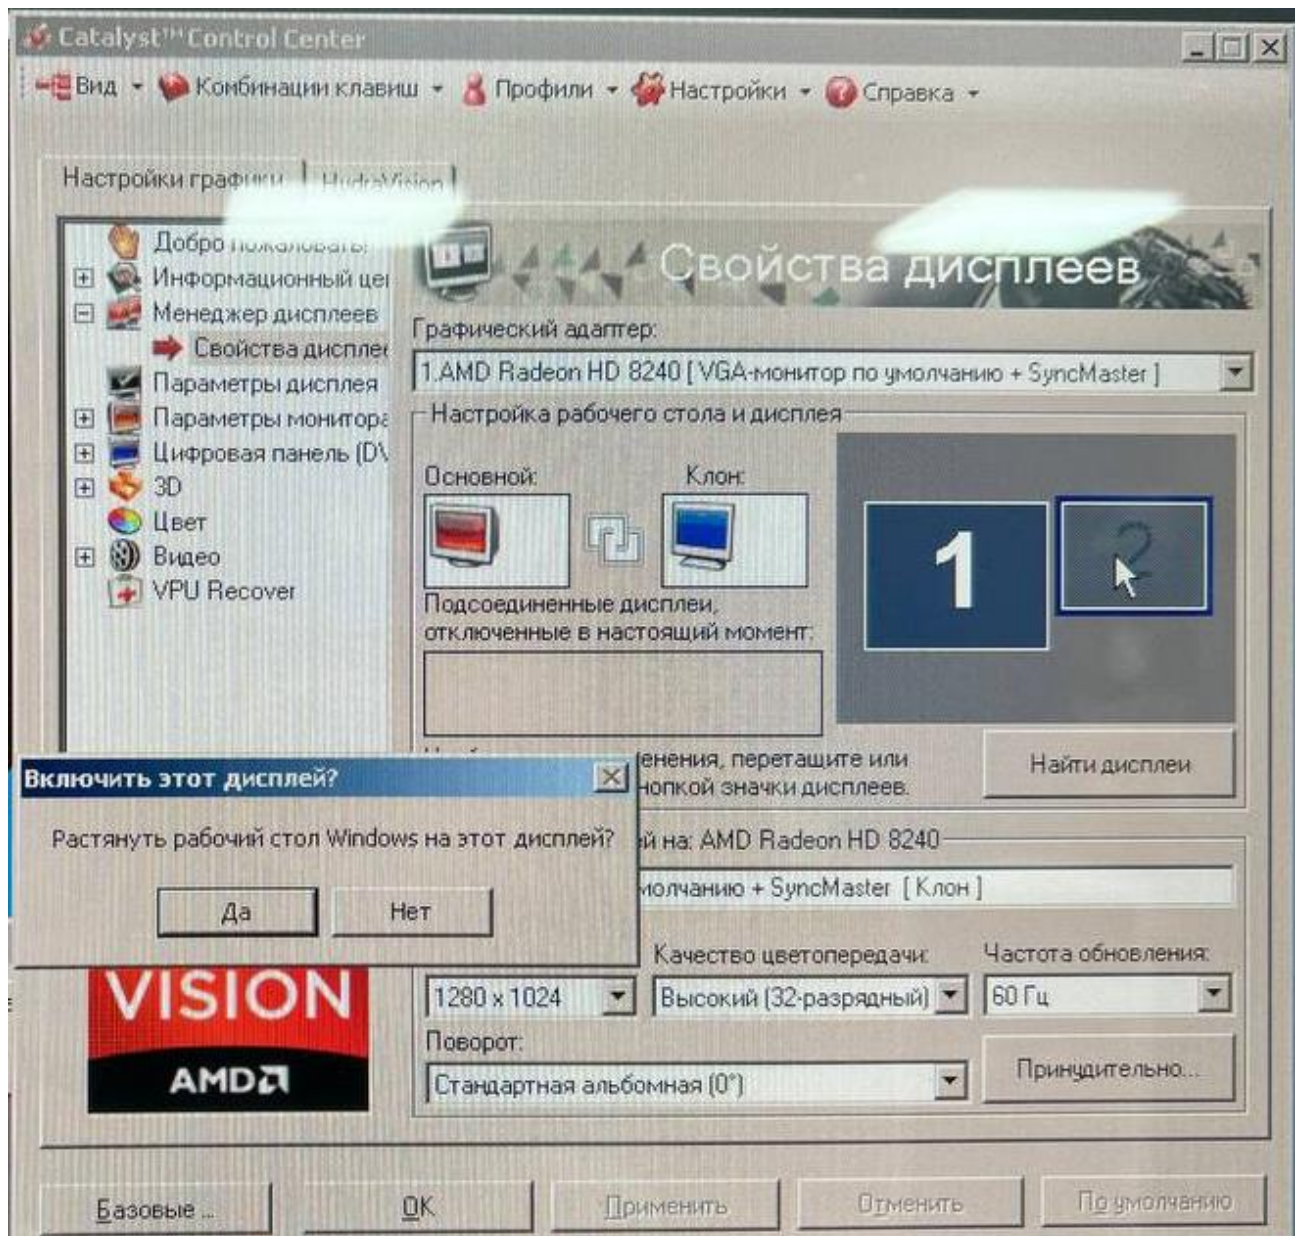 Catalyst™ Control Center
Вид
Комбинации клавиш
Профили
Настройки
Справка
Настройки графики
HydraVision
Добро пожаловать!
Информационный цен
Менеджер дисплеев
Свойства дисплее
Параметры дисплея
Параметры монитора
Цифровая панель (DV
3D
Цвет
Видео
VPU Recover
Свойства дисплеев
Графический адаптер:
1.AMD Radeon HD 8240 [ VGA-монитор по умолчанию + SyncMaster ]
Настройка рабочего стола и дисплея
Основной:
Клон:
1
2
Подсоединенные дисплеи,
отключенные в настоящий момент:
енения, перетащите или
нопкой значки дисплеев.
Найти дисплеи
Включить этот дисплей?
Растянуть рабочий стол Windows на этот дисплей?
Да
Нет
й на: AMD Radeon HD 8240
молчанию + SyncMaster [ Клон ]
Качество цветопередачи:
Частота обновления:
1280 x 1024
Высокий (32-разрядный)
60 Гц
Поворот:
Стандартная альбомная (0°)
Принудительно...
VISION
AMD
Базовые ...
OK
Применить
Отменить
По умолчанию